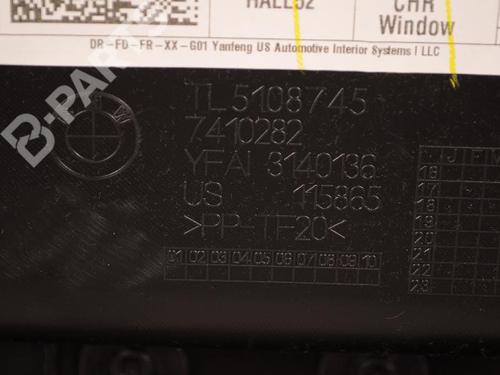 HALL52
CHR
Window
DR-FD-FR-XX-G01 Yanfeng US Automotive Interior Systems I LLC
B-PARTS
TL 5108745
7410282
YFAI 3140136
US 115865
>PP-TF20<
01 02 03 04 05 06 07 08 09 10
J F
16
17
18
19
20
21
22
23